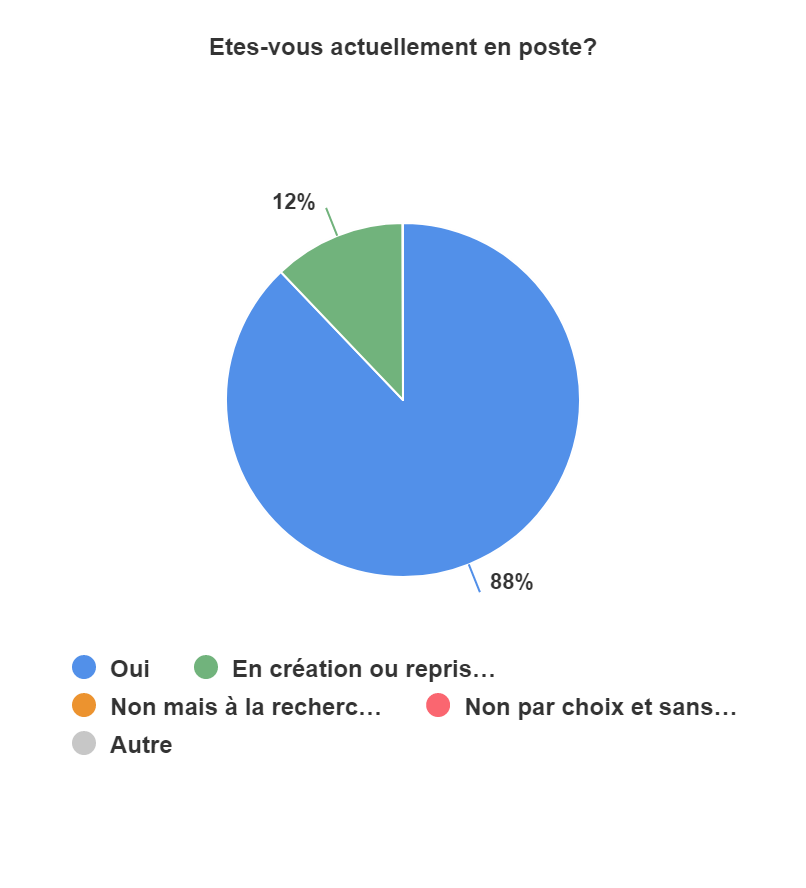 Etes-vous actuellement en poste?
12%
88%
Oui
En création ou repris…
Non mais à la recherc…
Non par choix et sans…
Autre